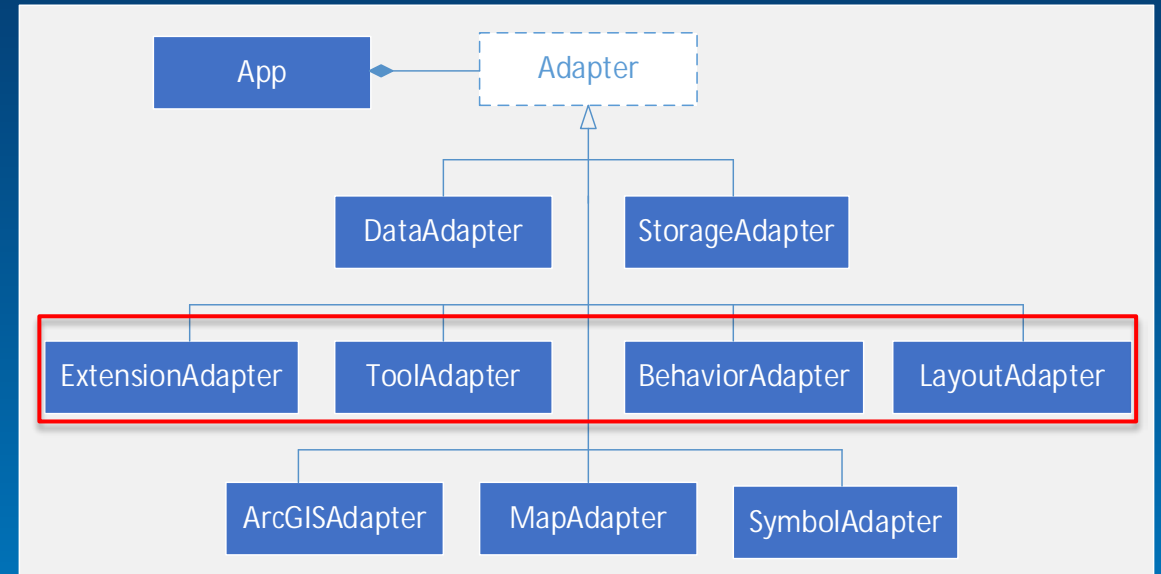 App
Adapter
DataAdapter
StorageAdapter
ExtensionAdapter
ToolAdapter
BehaviorAdapter
LayoutAdapter
ArcGISAdapter
MapAdapter
SymbolAdapter